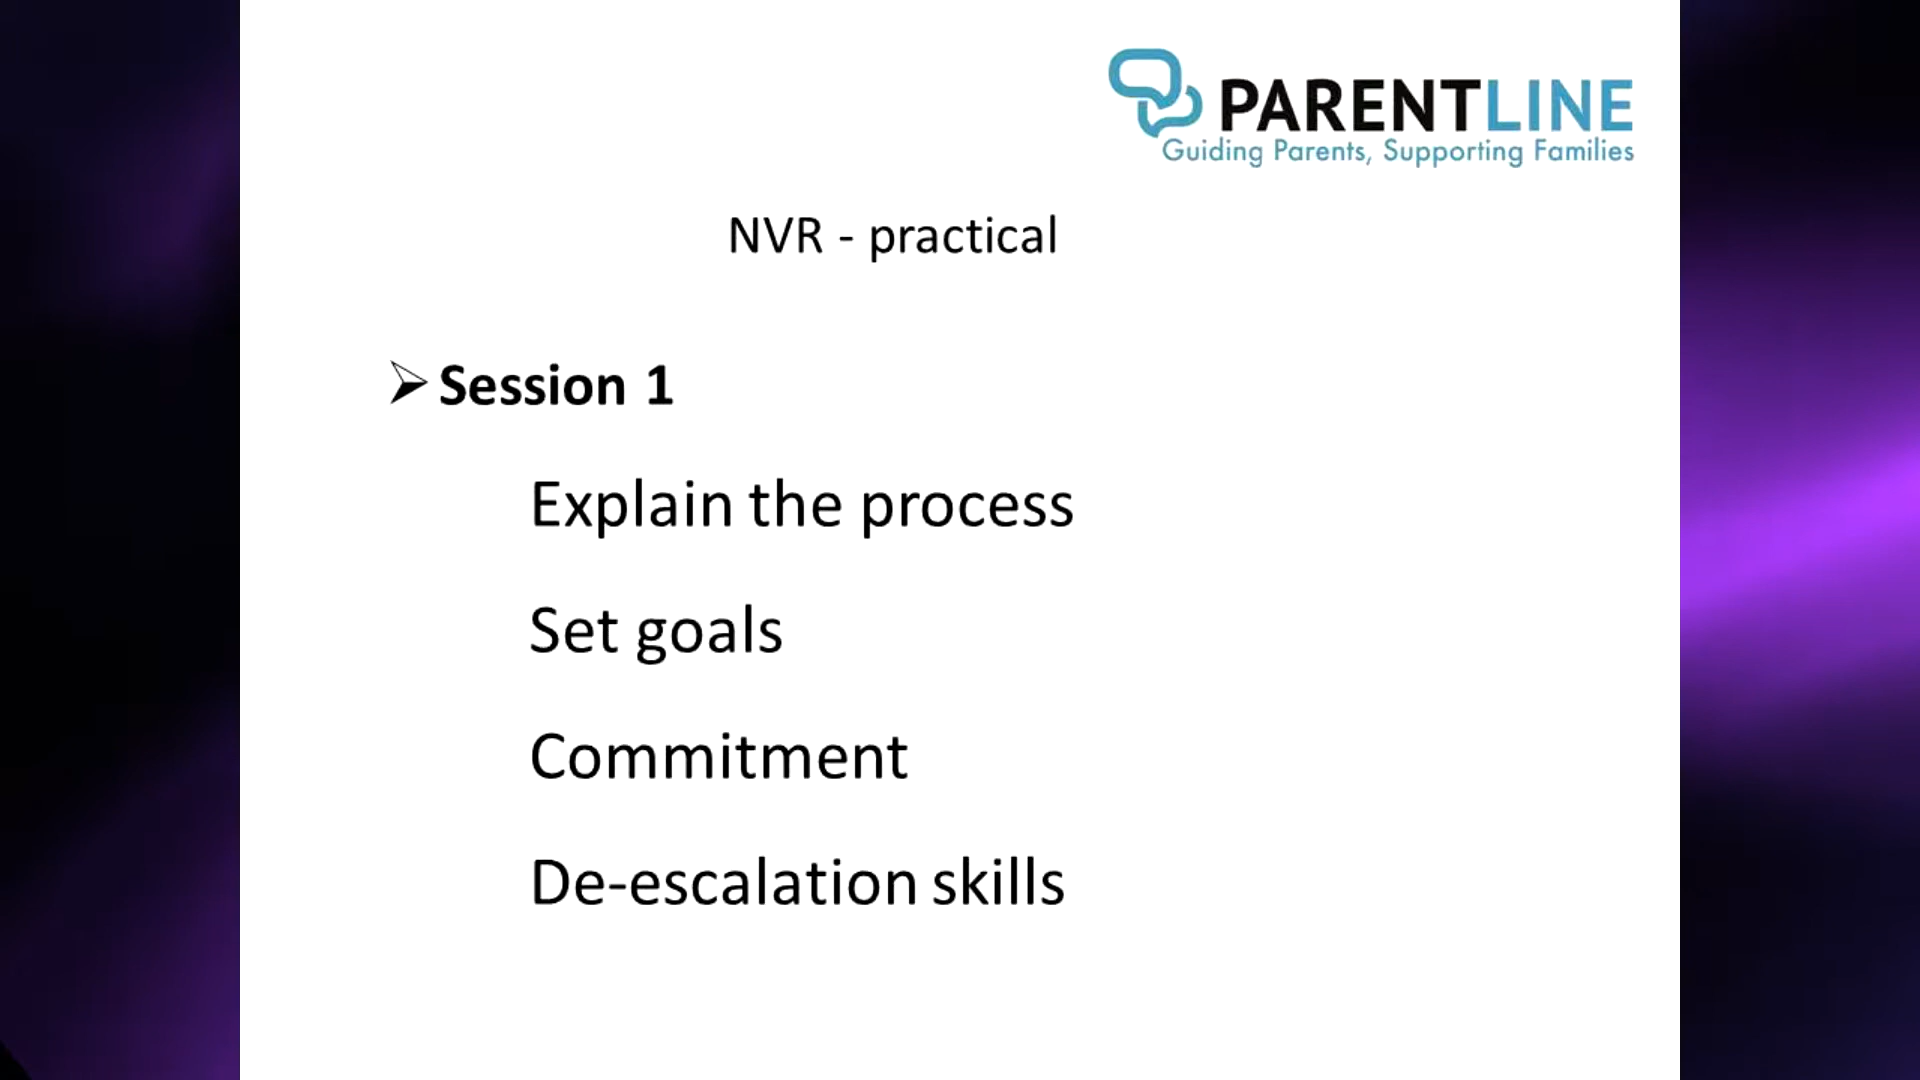 PARENTLINE
Guiding Parents, Supporting Families
NVR - practical
Session 1
Explain the process
Set goals
Commitment
De-escalation skills